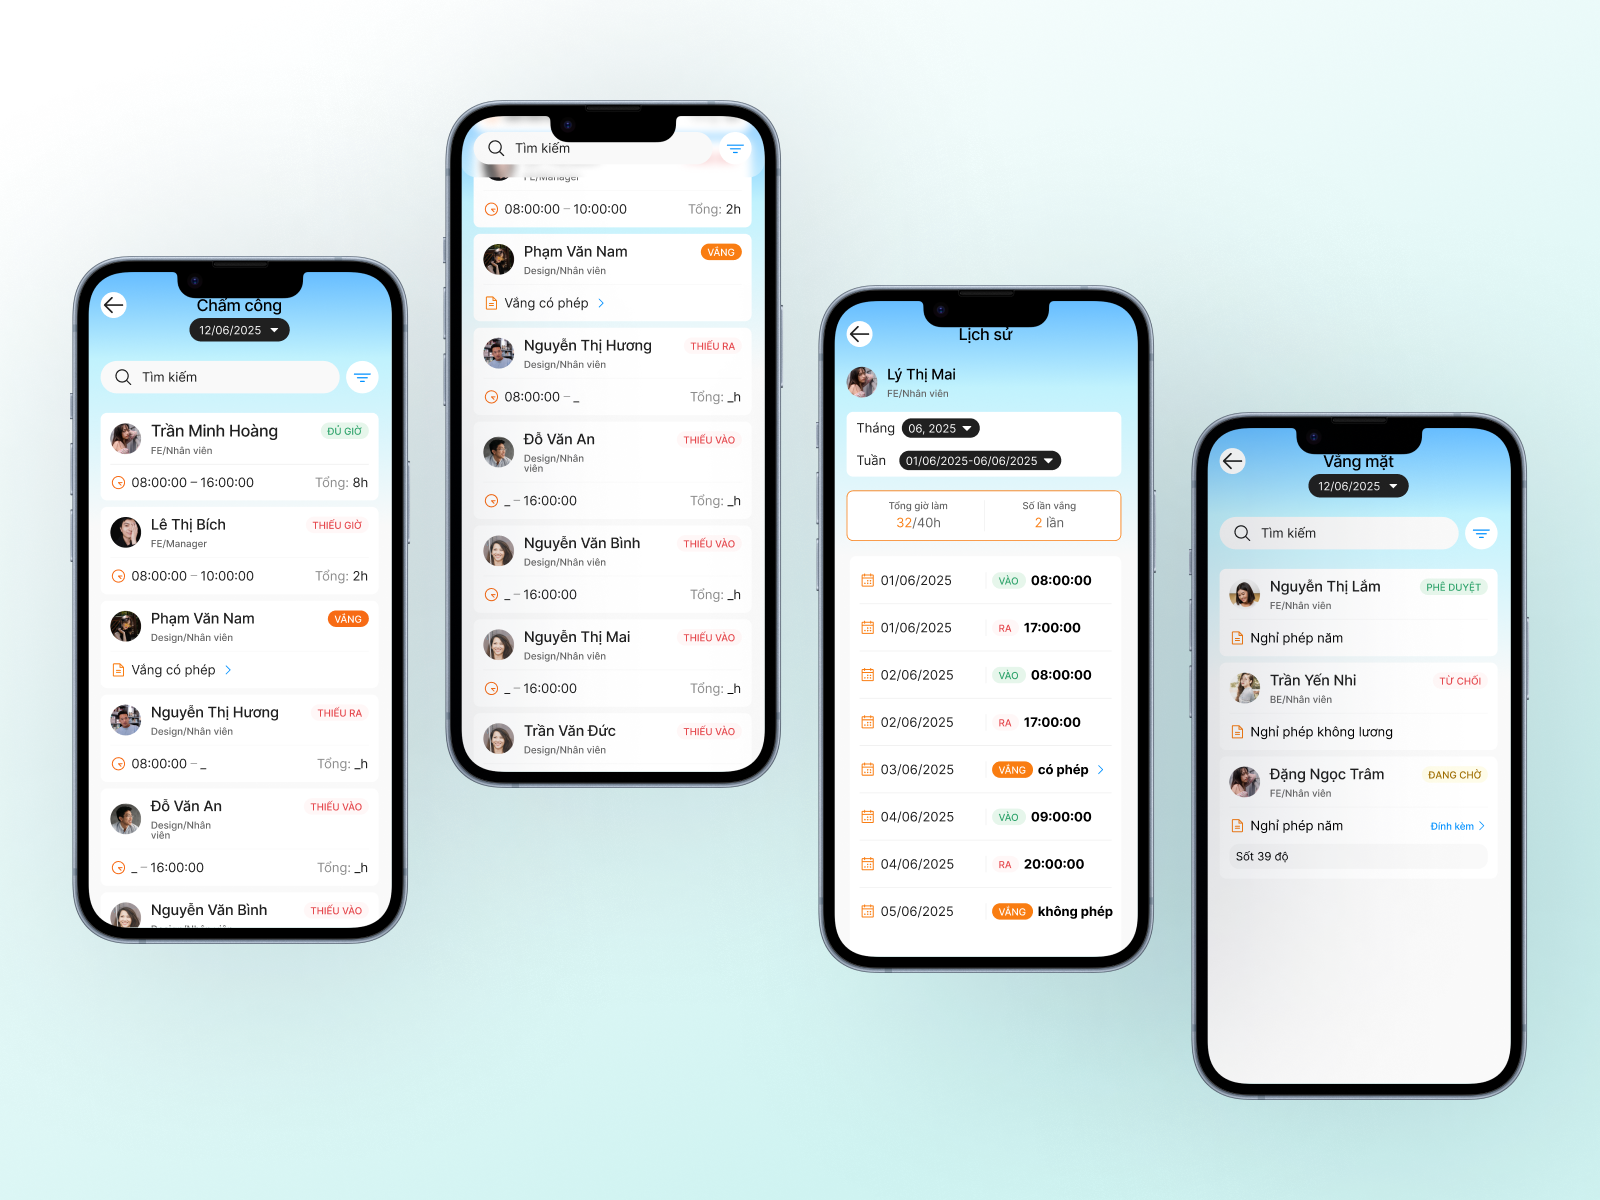 Chấm công
12/06/2025
Tìm kiếm
Trần Minh Hoàng
ĐỦ GIỜ
FE/Nhân viên
08:00:00 – 16:00:00
Tổng: 8h
Lê Thị Bích
THIẾU GIỜ
FE/Manager
08:00:00 – 10:00:00
Tổng: 2h
Phạm Văn Nam
VẮNG
Design/Nhân viên
Vắng có phép
Nguyễn Thị Hương
THIẾU RA
Design/Nhân viên
08:00:00 – _
Tổng: _h
Đỗ Văn An
THIẾU VÀO
Design/Nhân
viên
_ – 16:00:00
Tổng: _h
Nguyễn Văn Bình
THIẾU VÀO
Tìm kiếm
FE/Manager
08:00:00 – 10:00:00
Tổng: 2h
Phạm Văn Nam
VẮNG
Design/Nhân viên
Vắng có phép
Nguyễn Thị Hương
THIẾU RA
Design/Nhân viên
08:00:00 – _
Tổng: _h
Đỗ Văn An
THIẾU VÀO
Design/Nhân
viên
_ – 16:00:00
Tổng: _h
Nguyễn Văn Bình
THIẾU VÀO
Design/Nhân viên
_ – 16:00:00
Tổng: _h
Nguyễn Thị Mai
THIẾU VÀO
Design/Nhân viên
_ – 16:00:00
Tổng: _h
Trần Văn Đức
THIẾU VÀO
Design/Nhân viên
Lịch sử
Lý Thị Mai
FE/Nhân viên
Tháng
06, 2025
Tuần
01/06/2025-06/06/2025
Tổng giờ làm
32/40h
Số lần vắng
2 lần
01/06/2025 VÀO 08:00:00
01/06/2025 RA 17:00:00
02/06/2025 VÀO 08:00:00
02/06/2025 RA 17:00:00
03/06/2025 VẮNG có phép
04/06/2025 VÀO 09:00:00
04/06/2025 RA 20:00:00
05/06/2025 VẮNG không phép
Vắng mặt
12/06/2025
Tìm kiếm
Nguyễn Thị Lắm
PHÊ DUYỆT
FE/Nhân viên
Nghỉ phép năm
Trần Yến Nhi
TỪ CHỐI
BE/Nhân viên
Nghỉ phép không lương
Đặng Ngọc Trâm
ĐANG CHỜ
FE/Nhân viên
Nghỉ phép năm
Đính kèm
Sốt 39 độ